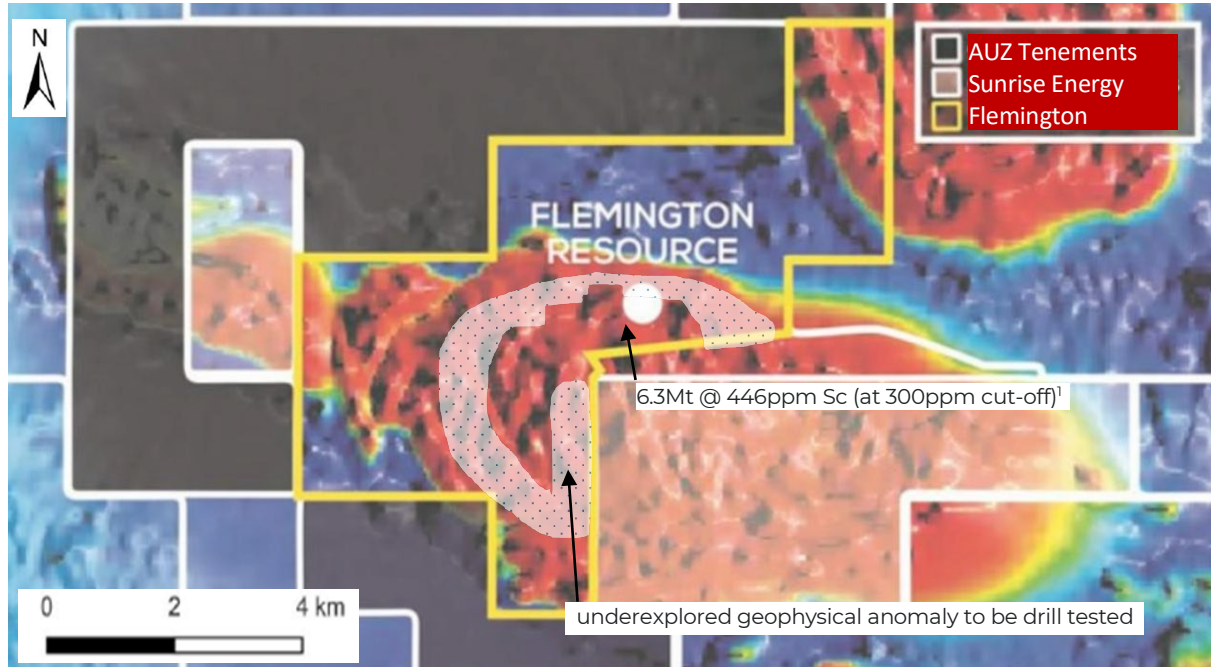 N
AUZ Tenements
Sunrise Energy
Flemington
FLEMINGTON
RESOURCE
6.3Mt @ 446ppm Sc (at 300ppm cut-off)¹
underexplored geophysical anomaly to be drill tested
0 2 4 km